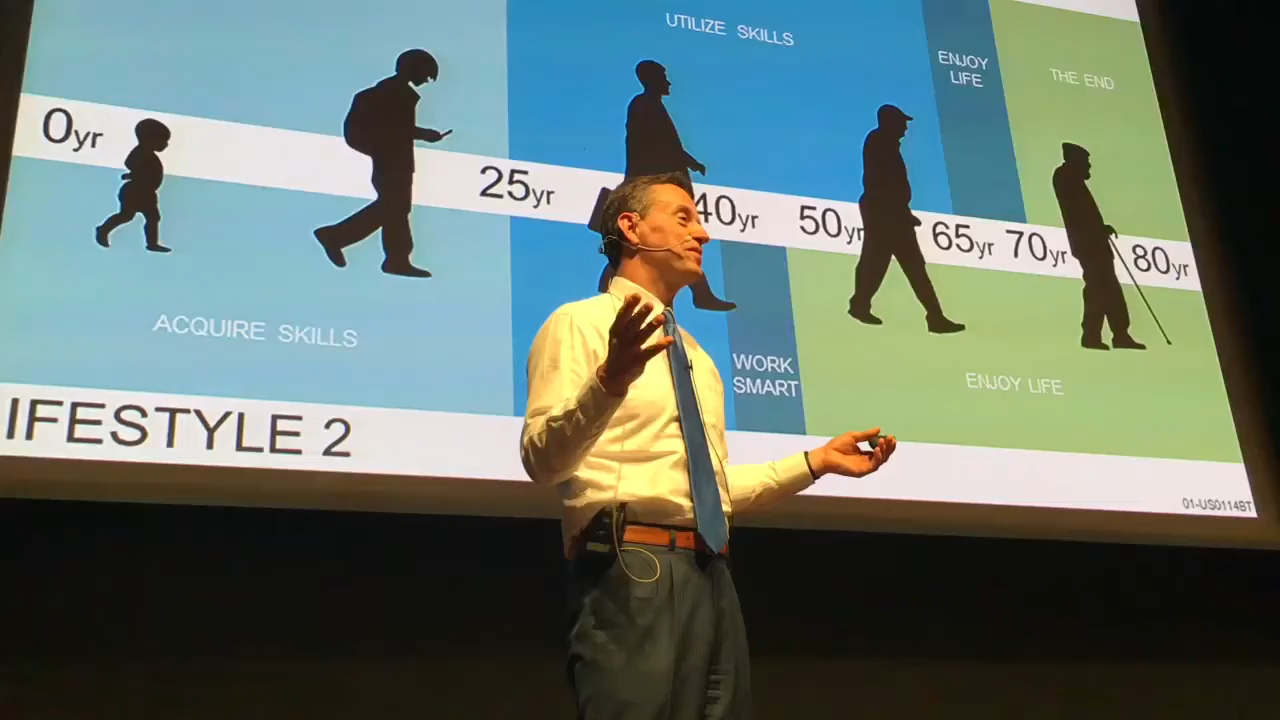 UTILIZE SKILLS
ENJOY
LIFE
THE END
0yr
25yr
40yr
50yr
65yr
70yr
80yr
ACQUIRE SKILLS
WORK
SMART
ENJOY LIFE
IFESTYLE 2
01-US0114BT